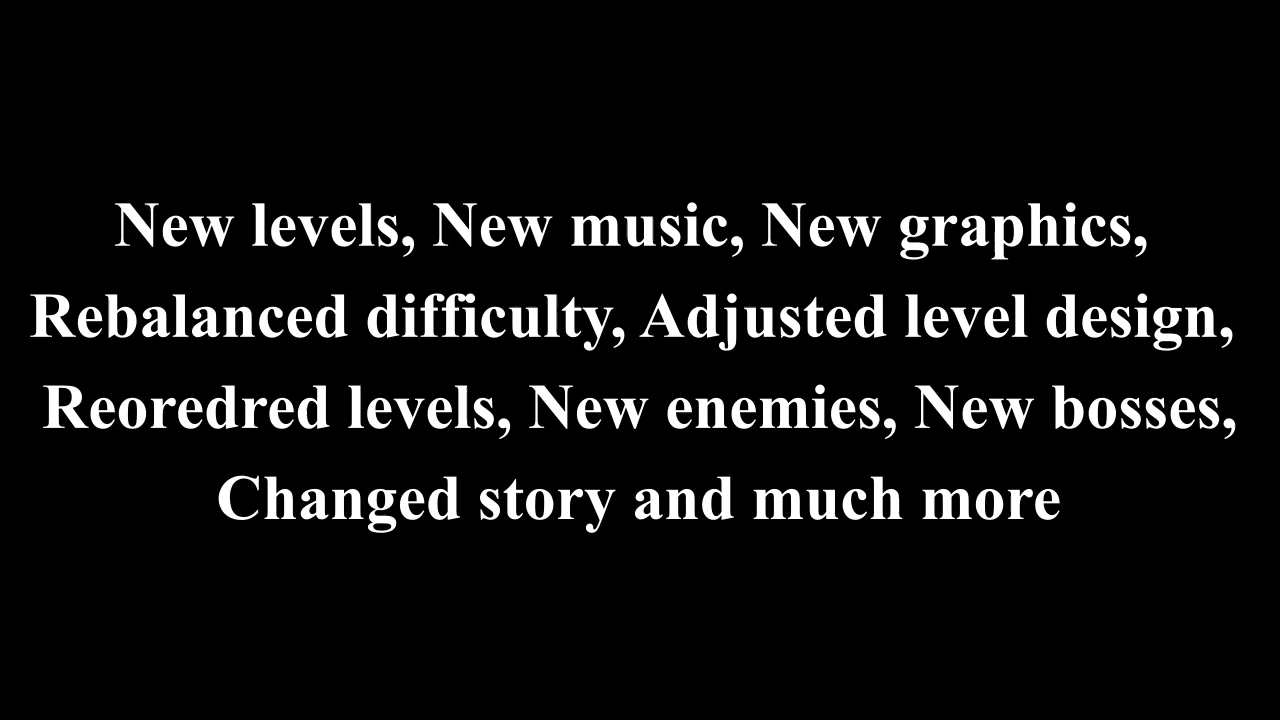 New levels, New music, New graphics,
Rebalanced difficulty, Adjusted level design,
Reoredred levels, New enemies, New bosses,
Changed story and much more